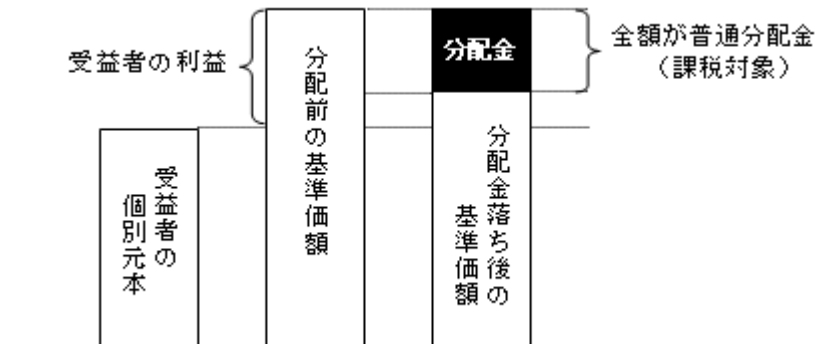 受益者の利益
分配前の基準価額
分配金
全額が普通分配金
(課税対象)
受益者の
個別元本
分配金落ち後の
基準価額